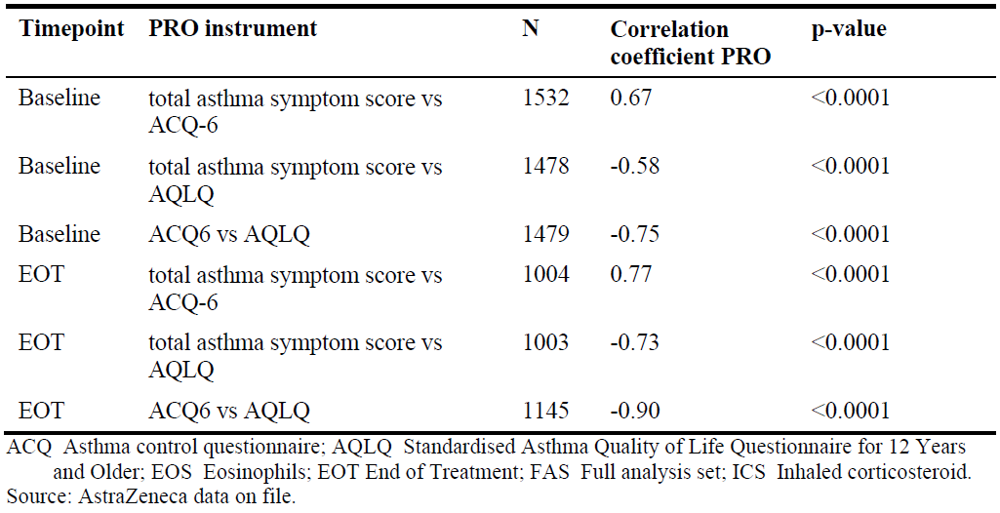 Timepoint PRO instrument N Correlation coefficient PRO p-value
Baseline total asthma symptom score vs ACQ-6 1532 0.67 <0.0001
Baseline total asthma symptom score vs AQLQ 1478 -0.58 <0.0001
Baseline ACQ6 vs AQLQ 1479 -0.75 <0.0001
EOT total asthma symptom score vs ACQ-6 1004 0.77 <0.0001
EOT total asthma symptom score vs AQLQ 1003 -0.73 <0.0001
EOT ACQ6 vs AQLQ 1145 -0.90 <0.0001
ACQ Asthma control questionnaire; AQLQ Standardised Asthma Quality of Life Questionnaire for 12 Years
and Older; EOS Eosinophils; EOT End of Treatment; FAS Full analysis set; ICS Inhaled corticosteroid.
Source: AstraZeneca data on file.